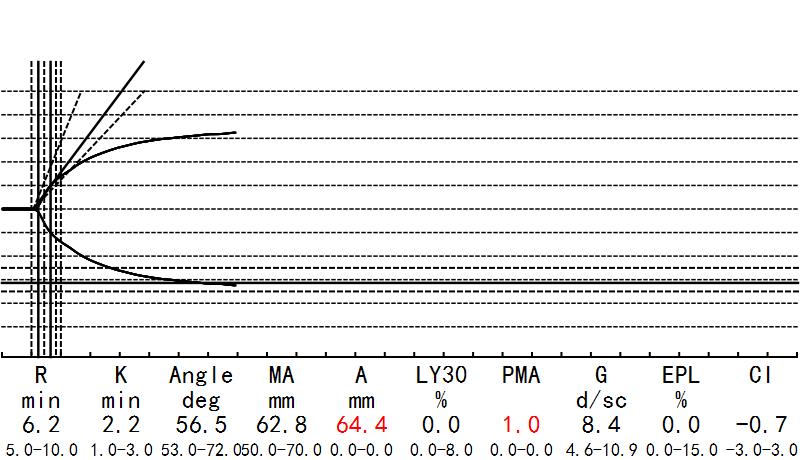 R K Angle MA A LY30 PMA G EPL CI
min min deg mm mm % d/sc %
6.2 2.2 56.5 62.8 64.4 0.0 1.0 8.4 0.0 -0.7
5.0-10.0 1.0-3.0 53.0-72.0 50.0-70.0 0.0-0.0 0.0-8.0 0.0-0.0 4.6-10.9 0.0-15.0 -3.0-3.0